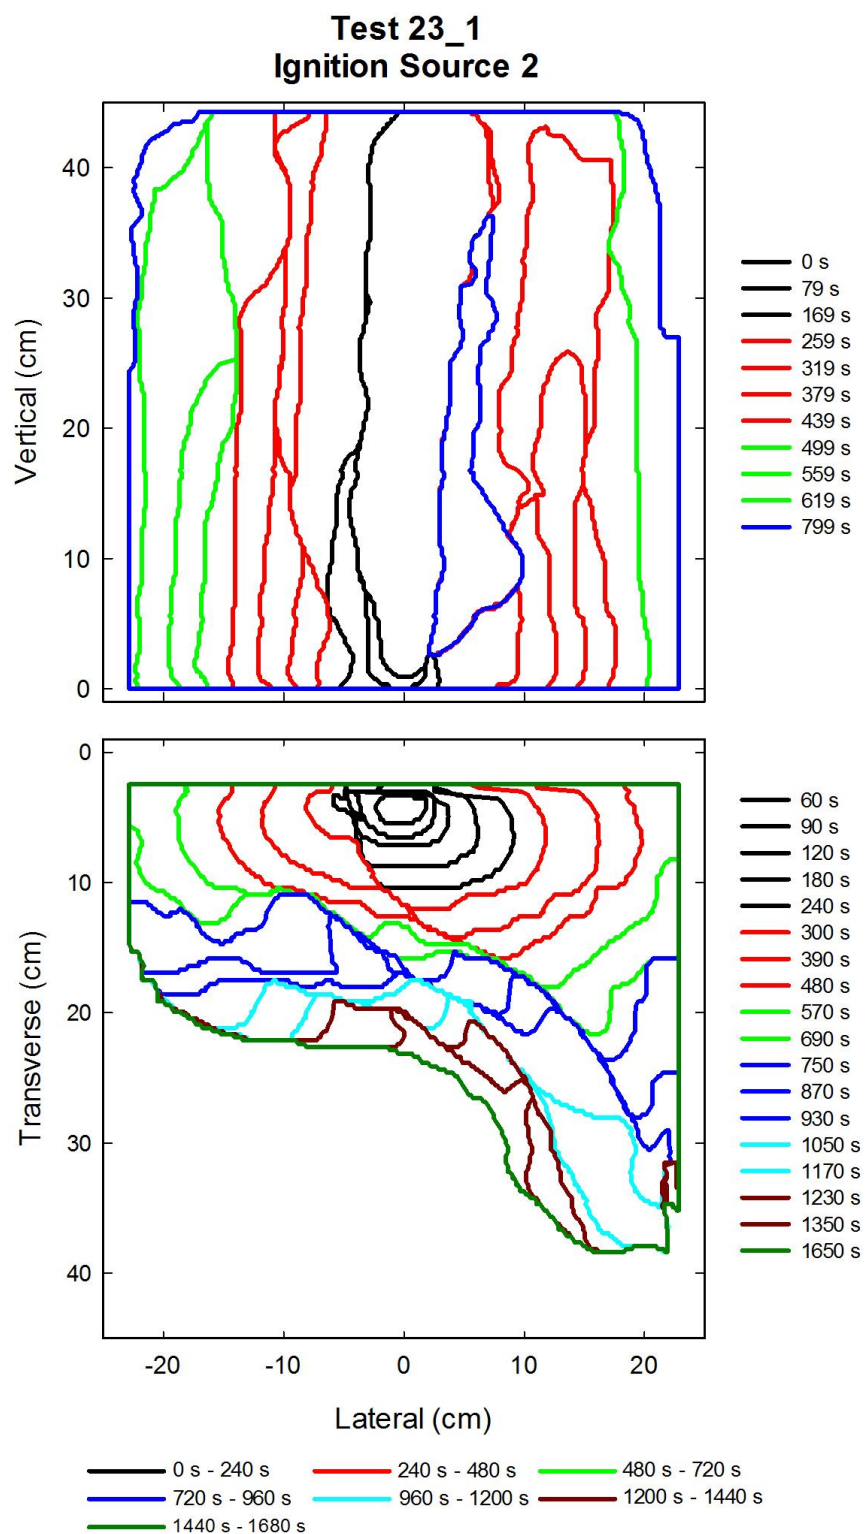 Test 23_1
Ignition Source 2
40
30
20
10
0
Vertical (cm)
0 s
79 s
169 s
259 s
319 s
379 s
439 s
499 s
559 s
619 s
799 s
0
10
20
30
40
Transverse (cm)
60 s
90 s
120 s
180 s
240 s
300 s
390 s
480 s
570 s
690 s
750 s
870 s
930 s
1050 s
1170 s
1230 s
1350 s
1650 s
-20 -10 0 10 20
Lateral (cm)
0 s - 240 s 240 s - 480 s 480 s - 720 s
720 s - 960 s 960 s - 1200 s 1200 s - 1440 s
1440 s - 1680 s